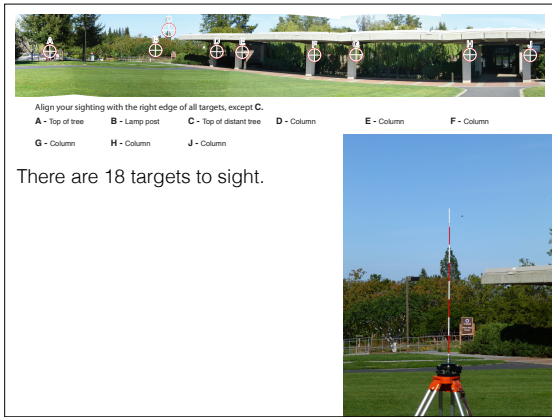 A B C D E F G H J
Align your sighting with the right edge of all targets, except C.
A - Top of tree B - Lamp post C - Top of distant tree D - Column E - Column F - Column
G - Column H - Column J - Column
There are 18 targets to sight.